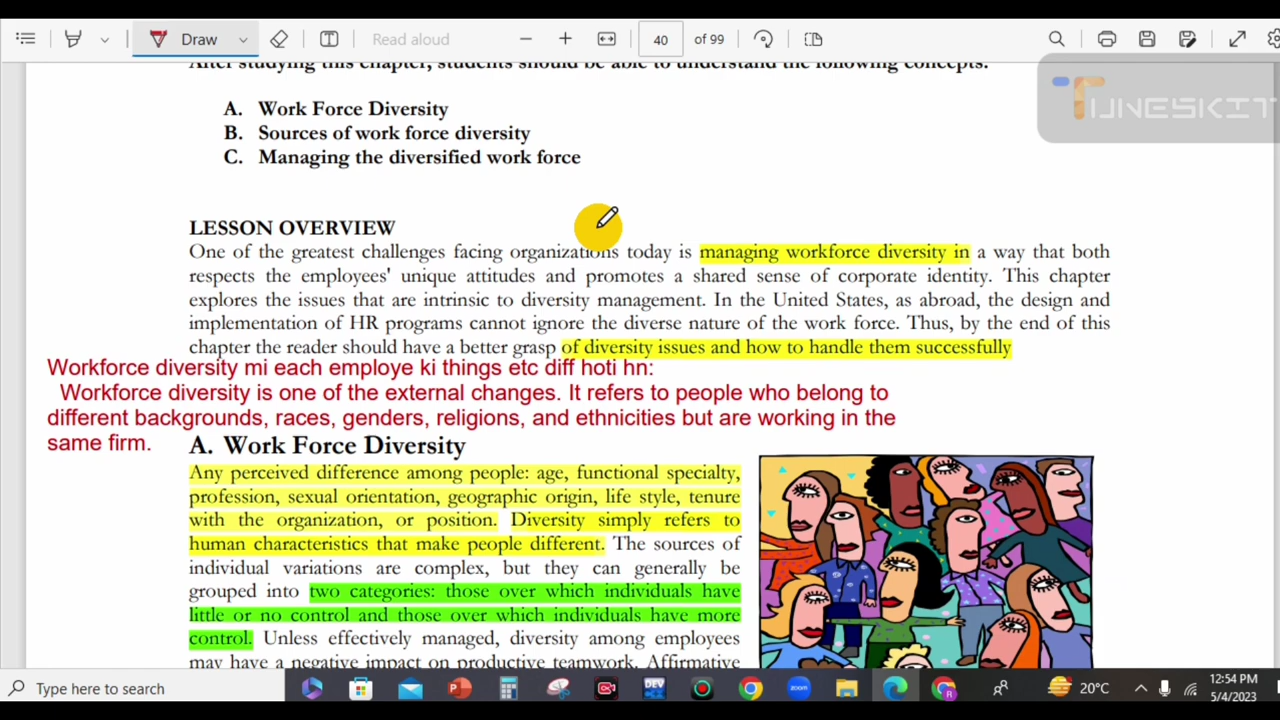 Draw
Read aloud
40
of 99
TUNESKIT
After studying this chapter, students should be able to understand the following concepts.
A. Work Force Diversity
B. Sources of work force diversity
C. Managing the diversified work force
LESSON OVERVIEW
One of the greatest challenges facing organizations today is managing workforce diversity in a way that both
respects the employees' unique attitudes and promotes a shared sense of corporate identity. This chapter
explores the issues that are intrinsic to diversity management. In the United States, as abroad, the design and
implementation of HR programs cannot ignore the diverse nature of the work force. Thus, by the end of this
chapter the reader should have a better grasp of diversity issues and how to handle them successfully
Workforce diversity mi each employe ki things etc diff hoti hn:
Workforce diversity is one of the external changes. It refers to people who belong to
different backgrounds, races, genders, religions, and ethnicities but are working in the
same firm.
A. Work Force Diversity
Any perceived difference among people: age, functional specialty,
profession, sexual orientation, geographic origin, life style, tenure
with the organization, or position. Diversity simply refers to
human characteristics that make people different. The sources of
individual variations are complex, but they can generally be
grouped into two categories: those over which individuals have
little or no control and those over which individuals have more
control. Unless effectively managed, diversity among employees
may have a negative impact on productive teamwork. Affirmative
Type here to search
DEV
zoom
R
20°C
12:54 PM
5/4/2023